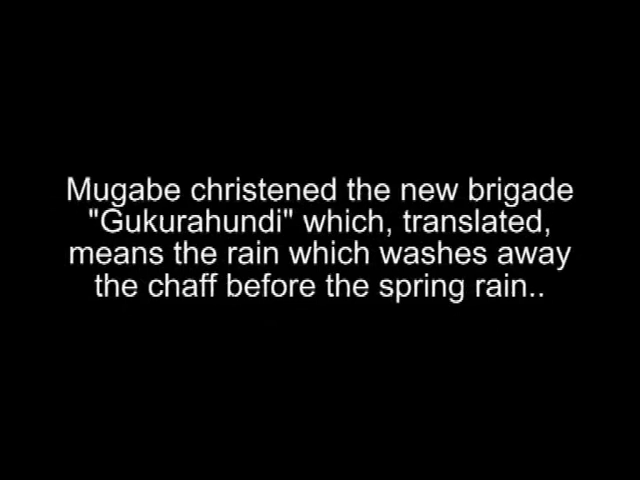 Mugabe christened the new brigade
"Gukurahundi" which, translated,
means the rain which washes away
the chaff before the spring rain..